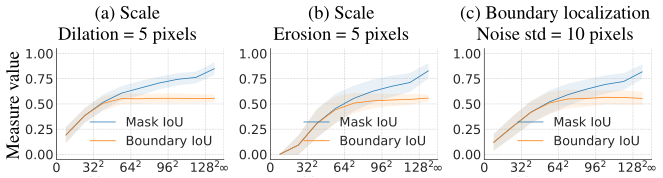 (a) Scale
Dilation = 5 pixels
(b) Scale
Erosion = 5 pixels
(c) Boundary localization
Noise std = 10 pixels
Measure value
1.00
0.75
0.50
0.25
0.00
Mask IoU
Boundary IoU
0 32² 64² 96² 128²∞
1.00
0.75
0.50
0.25
0.00
Mask IoU
Boundary IoU
0 32² 64² 96² 128²∞
1.00
0.75
0.50
0.25
0.00
Mask IoU
Boundary IoU
0 32² 64² 96² 128²∞